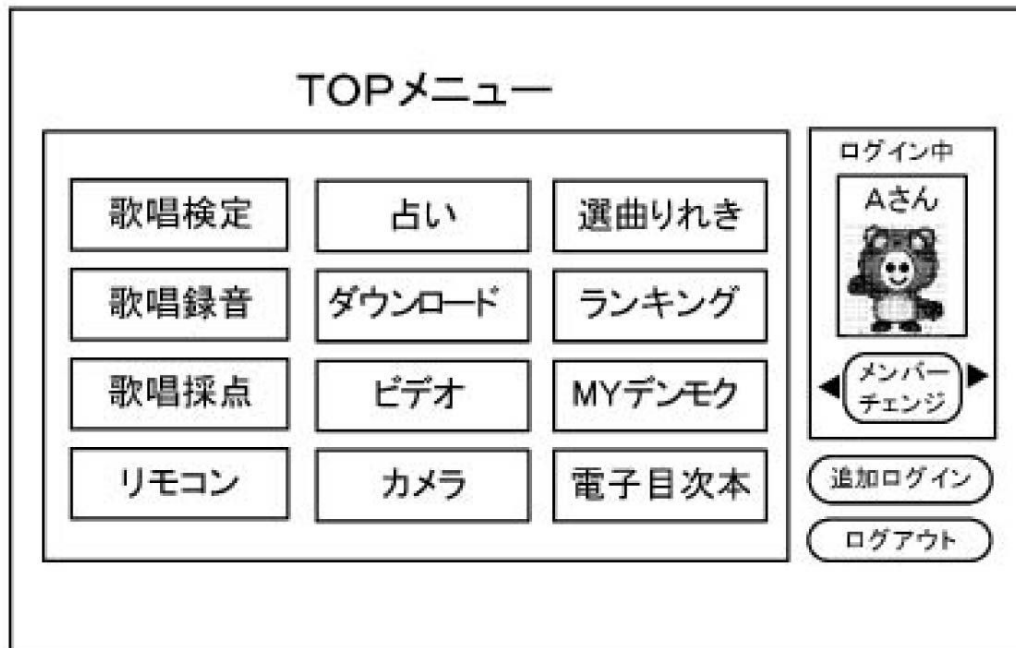 TOPメニュー
歌唱検定 占い 選曲りれき
歌唱録音 ダウンロード ランキング
歌唱採点 ビデオ MYデンモク
リモコン カメラ 電子目次本
ログイン中
Aさん
メンバー
チェンジ
追加ログイン
ログアウト